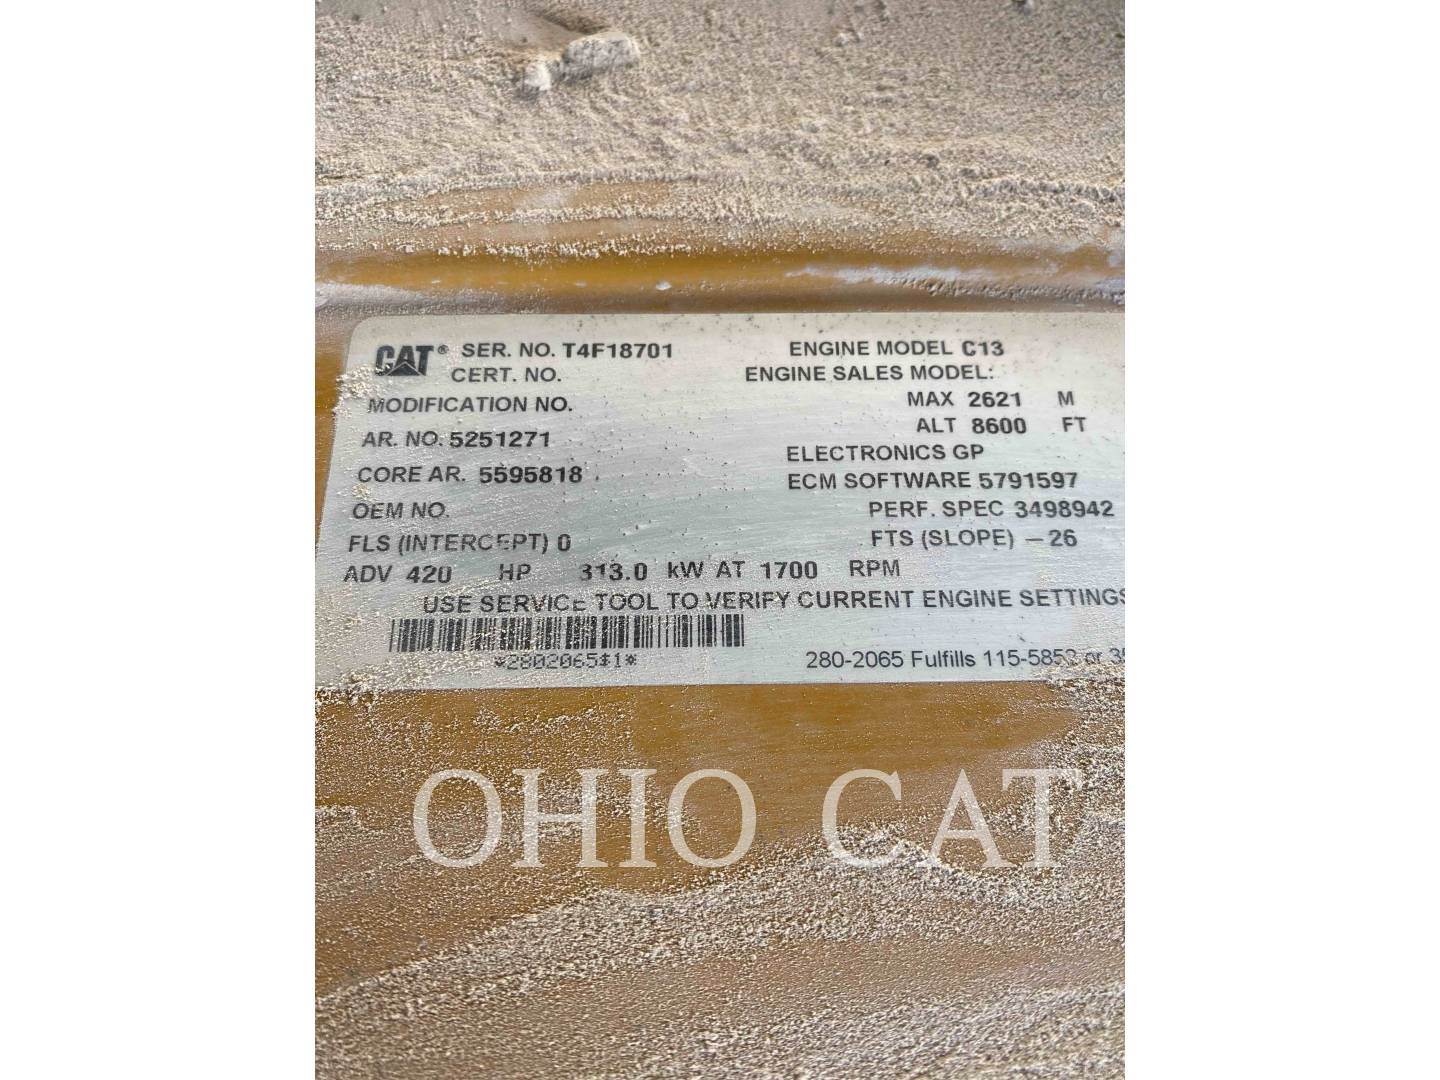 CAT® SER. NO. T4F18701 ENGINE MODEL C13
CERT. NO. ENGINE SALES MODEL:
MODIFICATION NO. MAX 2621 M
ALT 8600 FT
AR. NO. 5251271 ELECTRONICS GP
CORE AR. 5595818 ECM SOFTWARE 5791597
OEM NO. PERF. SPEC 3498942
FLS (INTERCEPT) 0 FTS (SLOPE) -26
ADV 420 HP 313.0 kW AT 1700 RPM
USE SERVICE TOOL TO VERIFY CURRENT ENGINE SETTINGS
*2802065$1*
280-2065 Fulfills 115-5853 or
OHIO CAT